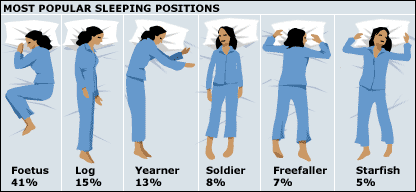 MOST POPULAR SLEEPING POSITIONS
Foetus
41%
Log
15%
Yearner
13%
Soldier
8%
Freefaller
7%
Starfish
5%